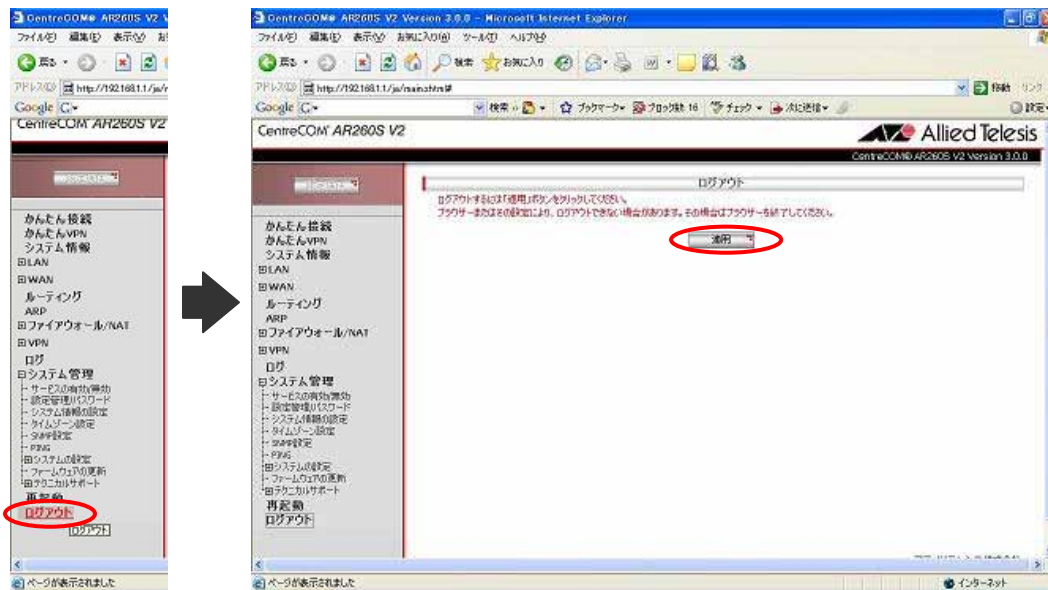 CentreCOM® AR260S V2 V
ファイル(F) 編集(E) 表示(V) お
戻る
アドレス(D) http://192.168.1.1/ja/r
Google G
CentreCOM AR260S V2
かんたん接続
かんたんVPN
システム情報
LAN
WAN
ルーティング
ARP
ファイアウォール/NAT
VPN
ログ
システム管理
サービスの有効/無効
設定管理パスワード
システム情報の設定
タイムゾーン設定
SNMP設定
PING
システムの設定
ファームウェアの更新
テクニカルサポート
再起動
ログアウト
ログアウト
ページが表示されました
CentreCOM® AR260S V2 Version 3.0.0 - Microsoft Internet Explorer
ファイル(F) 編集(E) 表示(V) お気に入り(A) ツール(T) ヘルプ(H)
戻る 検索 お気に入り
アドレス(D) http://192.168.1.1/ja/main.html# 移動 リンク
Google G 検索 ブックマーク ブロック数 16 チェック 次に送信 設定
CentreCOM AR260S V2
Allied Telesis
CentreCOM® AR260S V2 Version 3.0.0
かんたん接続
かんたんVPN
システム情報
LAN
WAN
ルーティング
ARP
ファイアウォール/NAT
VPN
ログ
システム管理
サービスの有効/無効
設定管理パスワード
システム情報の設定
タイムゾーン設定
SNMP設定
PING
システムの設定
ファームウェアの更新
テクニカルサポート
再起動
ログアウト
ログアウト
ログアウトするには「適用」ボタンをクリックしてください。
ブラウザーまたはその設定により、ログアウトできない場合があります。その場合はブラウザーを終了してください。
適用
ページが表示されました
インターネット